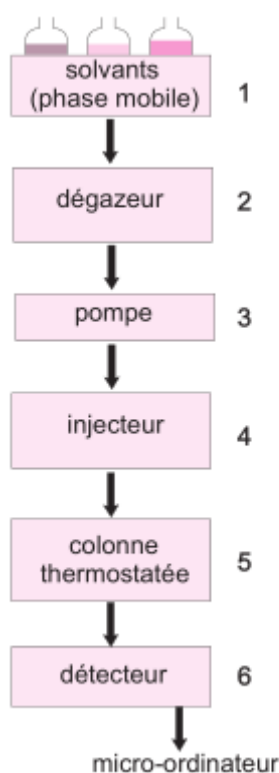 solvants
(phase mobile)
1
dégazeur
2
pompe
3
injecteur
4
colonne
thermostatée
5
détecteur
6
micro-ordinateur